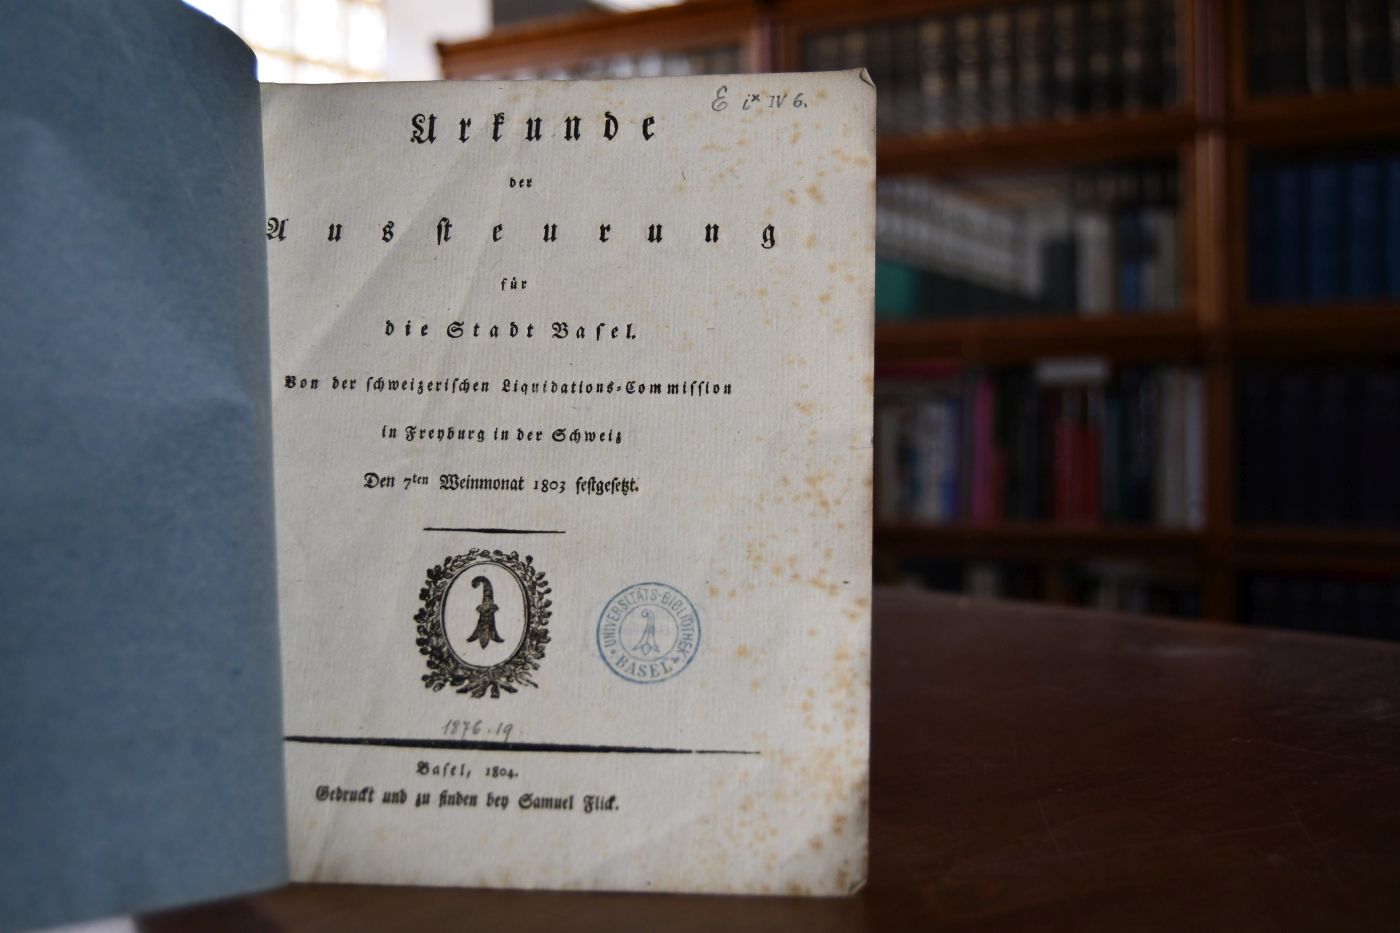 E i× IV 6.
Urkunde
der
Aussteurung
für
die Stadt Basel.
Von der schweizerischen Liquidations-Commission
in Freyburg in der Schweiz
Den 7ten Weinmonat 1803 festgesetzt.
UNIVERSITÄTS-BIBLIOTHEK
BASEL
1876.19
Basel, 1804.
Gedruckt und zu finden bey Samuel Flick.